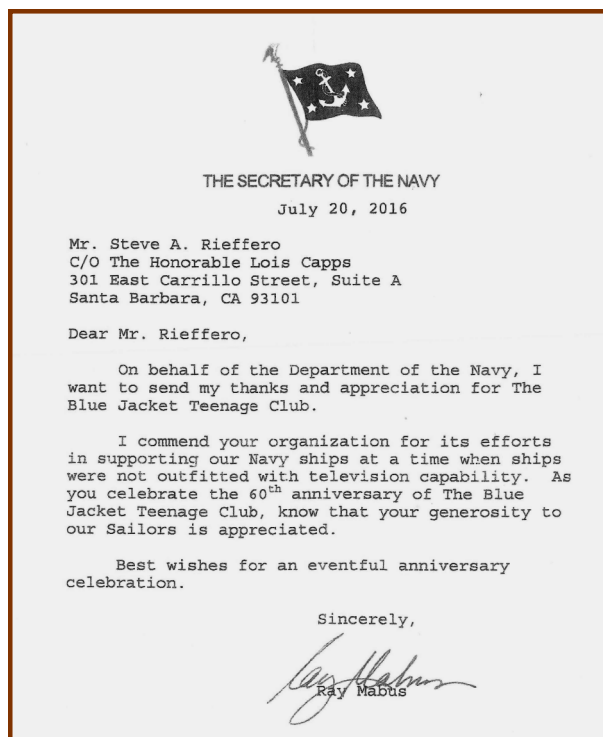 THE SECRETARY OF THE NAVY
July 20, 2016
Mr. Steve A. Rieffero
C/O The Honorable Lois Capps
301 East Carrillo Street, Suite A
Santa Barbara, CA 93101
Dear Mr. Rieffero,
On behalf of the Department of the Navy, I
want to send my thanks and appreciation for The
Blue Jacket Teenage Club.
I commend your organization for its efforts
in supporting our Navy ships at a time when ships
were not outfitted with television capability. As
you celebrate the 60th anniversary of The Blue
Jacket Teenage Club, know that your generosity to
our Sailors is appreciated.
Best wishes for an eventful anniversary
celebration.
Sincerely,
Ray Mabus
Ray Mabus